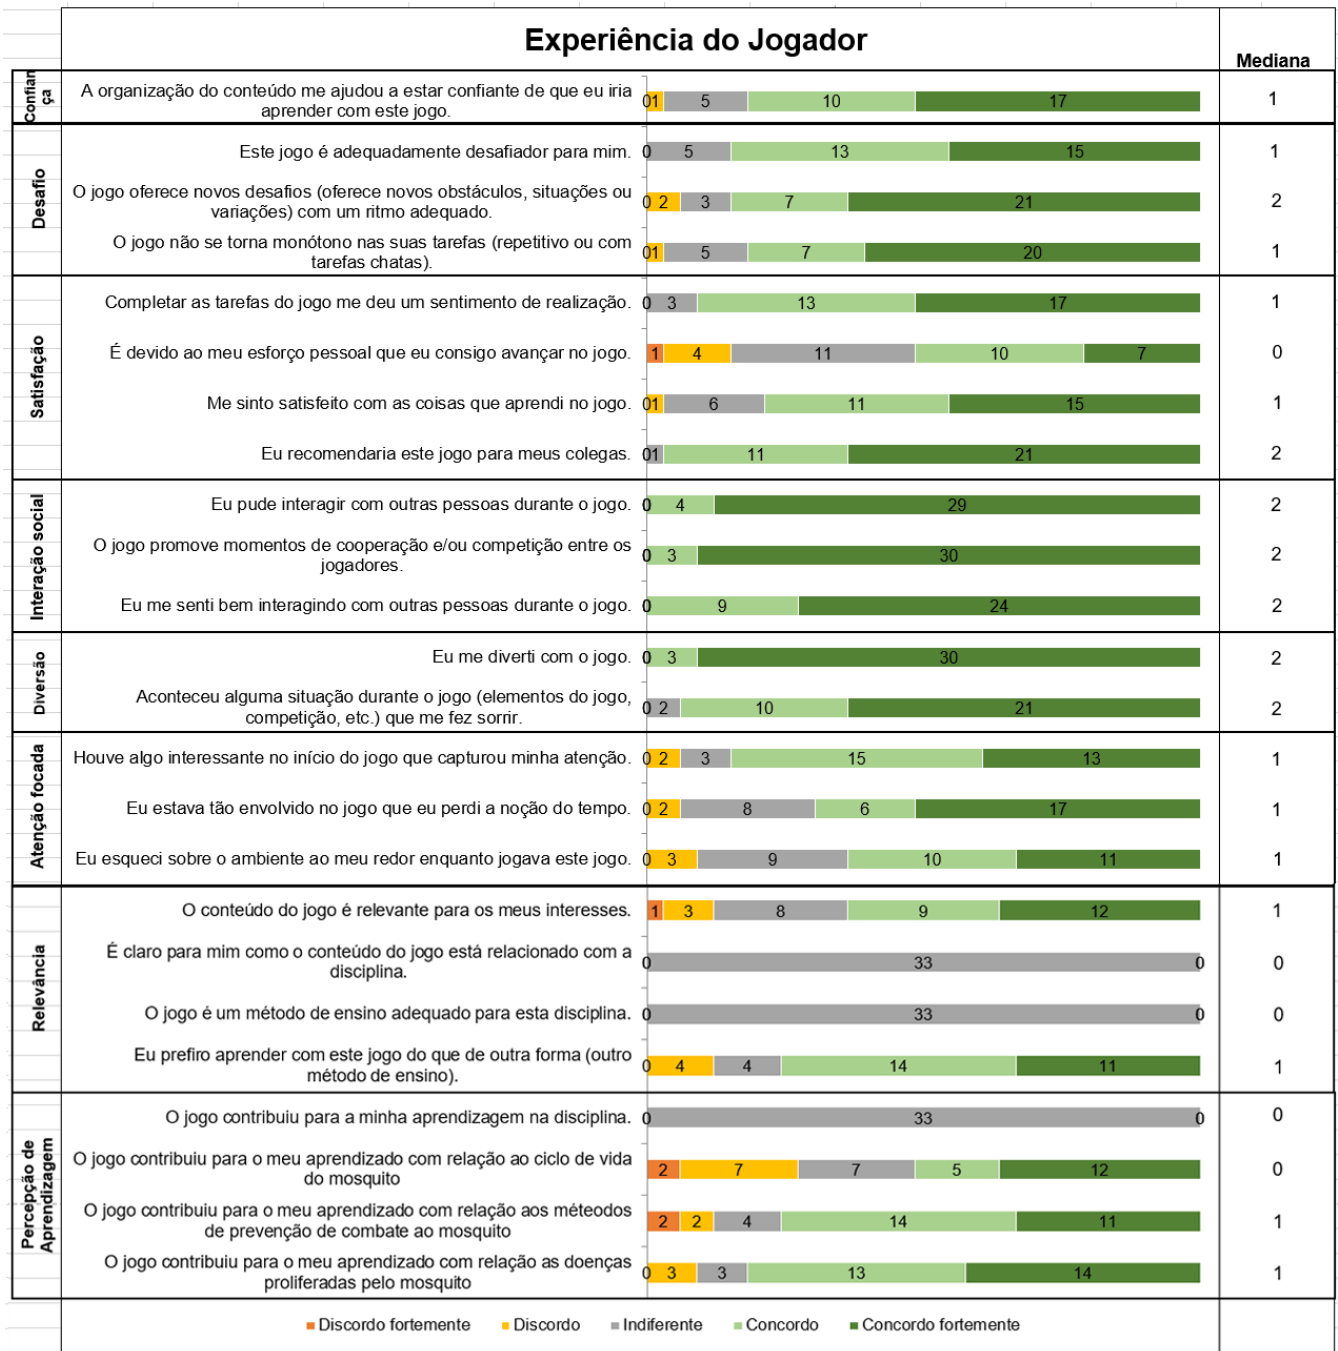 Experiência do Jogador
Mediana
Confian
ça
A organização do conteúdo me ajudou a estar confiante de que eu iria
aprender com este jogo.
0 1 5 10 17
1
Desafio
Este jogo é adequadamente desafiador para mim.
0 5 13 15
1
O jogo oferece novos desafios (oferece novos obstáculos, situações ou
variações) com um ritmo adequado.
0 2 3 7 21
2
O jogo não se torna monótono nas suas tarefas (repetitivo ou com
tarefas chatas).
0 1 5 7 20
1
Satisfação
Completar as tarefas do jogo me deu um sentimento de realização.
0 3 13 17
1
É devido ao meu esforço pessoal que eu consigo avançar no jogo.
1 4 11 10 7
0
Me sinto satisfeito com as coisas que aprendi no jogo.
0 1 6 11 15
1
Eu recomendaria este jogo para meus colegas.
0 1 11 21
2
Interação social
Eu pude interagir com outras pessoas durante o jogo.
0 4 29
2
O jogo promove momentos de cooperação e/ou competição entre os
jogadores.
0 3 30
2
Eu me senti bem interagindo com outras pessoas durante o jogo.
0 9 24
2
Diversão
Eu me diverti com o jogo.
0 3 30
2
Aconteceu alguma situação durante o jogo (elementos do jogo,
competição, etc.) que me fez sorrir.
0 2 10 21
2
Atenção focada
Houve algo interessante no início do jogo que capturou minha atenção.
0 2 3 15 13
1
Eu estava tão envolvido no jogo que eu perdi a noção do tempo.
0 2 8 6 17
1
Eu esqueci sobre o ambiente ao meu redor enquanto jogava este jogo.
0 3 9 10 11
1
Relevância
O conteúdo do jogo é relevante para os meus interesses.
1 3 8 9 12
1
É claro para mim como o conteúdo do jogo está relacionado com a
disciplina.
0 33 0
0
O jogo é um método de ensino adequado para esta disciplina.
0 33 0
0
Eu prefiro aprender com este jogo do que de outra forma (outro
método de ensino).
0 4 4 14 11
1
Percepção de
Aprendizagem
O jogo contribuiu para a minha aprendizagem na disciplina.
0 33 0
0
O jogo contribuiu para o meu aprendizado com relação ao ciclo de vida
do mosquito
2 7 7 5 12
0
O jogo contribuiu para o meu aprendizado com relação aos méteodos
de prevenção de combate ao mosquito
2 2 4 14 11
1
O jogo contribuiu para o meu aprendizado com relação as doenças
proliferadas pelo mosquito
0 3 3 13 14
1
Discordo fortemente Discordo Indiferente Concordo Concordo fortemente